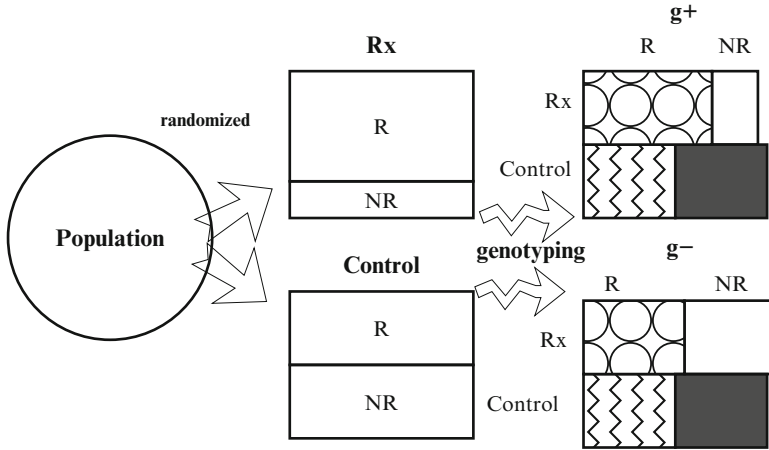 Population
randomized
Rx
R
NR
Control
R
NR
genotyping
g+
R NR
Rx
Control
g−
R NR
Rx
Control